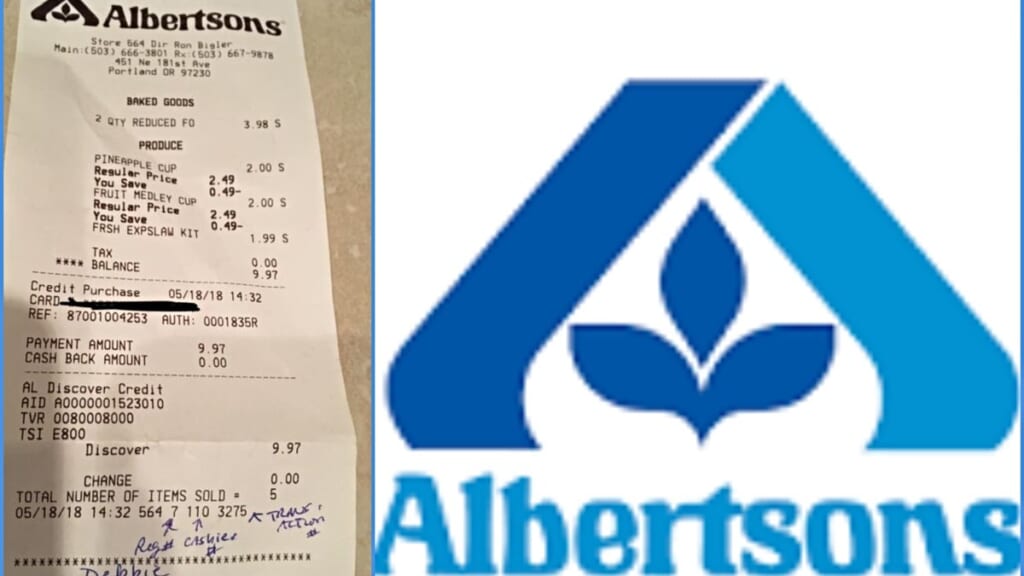 Albertsons
Store 564 Dir Ron Bigler
Main:(503) 666-3801 Rx:(503) 667-9878
451 Ne 181st Ave
Portland OR 97230
BAKED GOODS
2 QTY REDUCED FO 3.98 S
PRODUCE
PINEAPPLE CUP 2.00 S
Regular Price 2.49
You Save 0.49-
FRUIT MEDLEY CUP 2.00 S
Regular Price 2.49
You Save 0.49-
FRSH EXPSLAW KIT 1.99 S
TAX 0.00
**** BALANCE 9.97
Credit Purchase 05/18/18 14:32
CARD
REF: 87001004253 AUTH: 0001835R
PAYMENT AMOUNT 9.97
CASH BACK AMOUNT 0.00
AL Discover Credit
AID A0000001523010
TVR 0080008000
TSI E800
Discover 9.97
CHANGE 0.00
TOTAL NUMBER OF ITEMS SOLD = 5
05/18/18 14:32 564 7 110 3275 TRANSACTION #
Reg# cashier #
Debbie
Albertsons